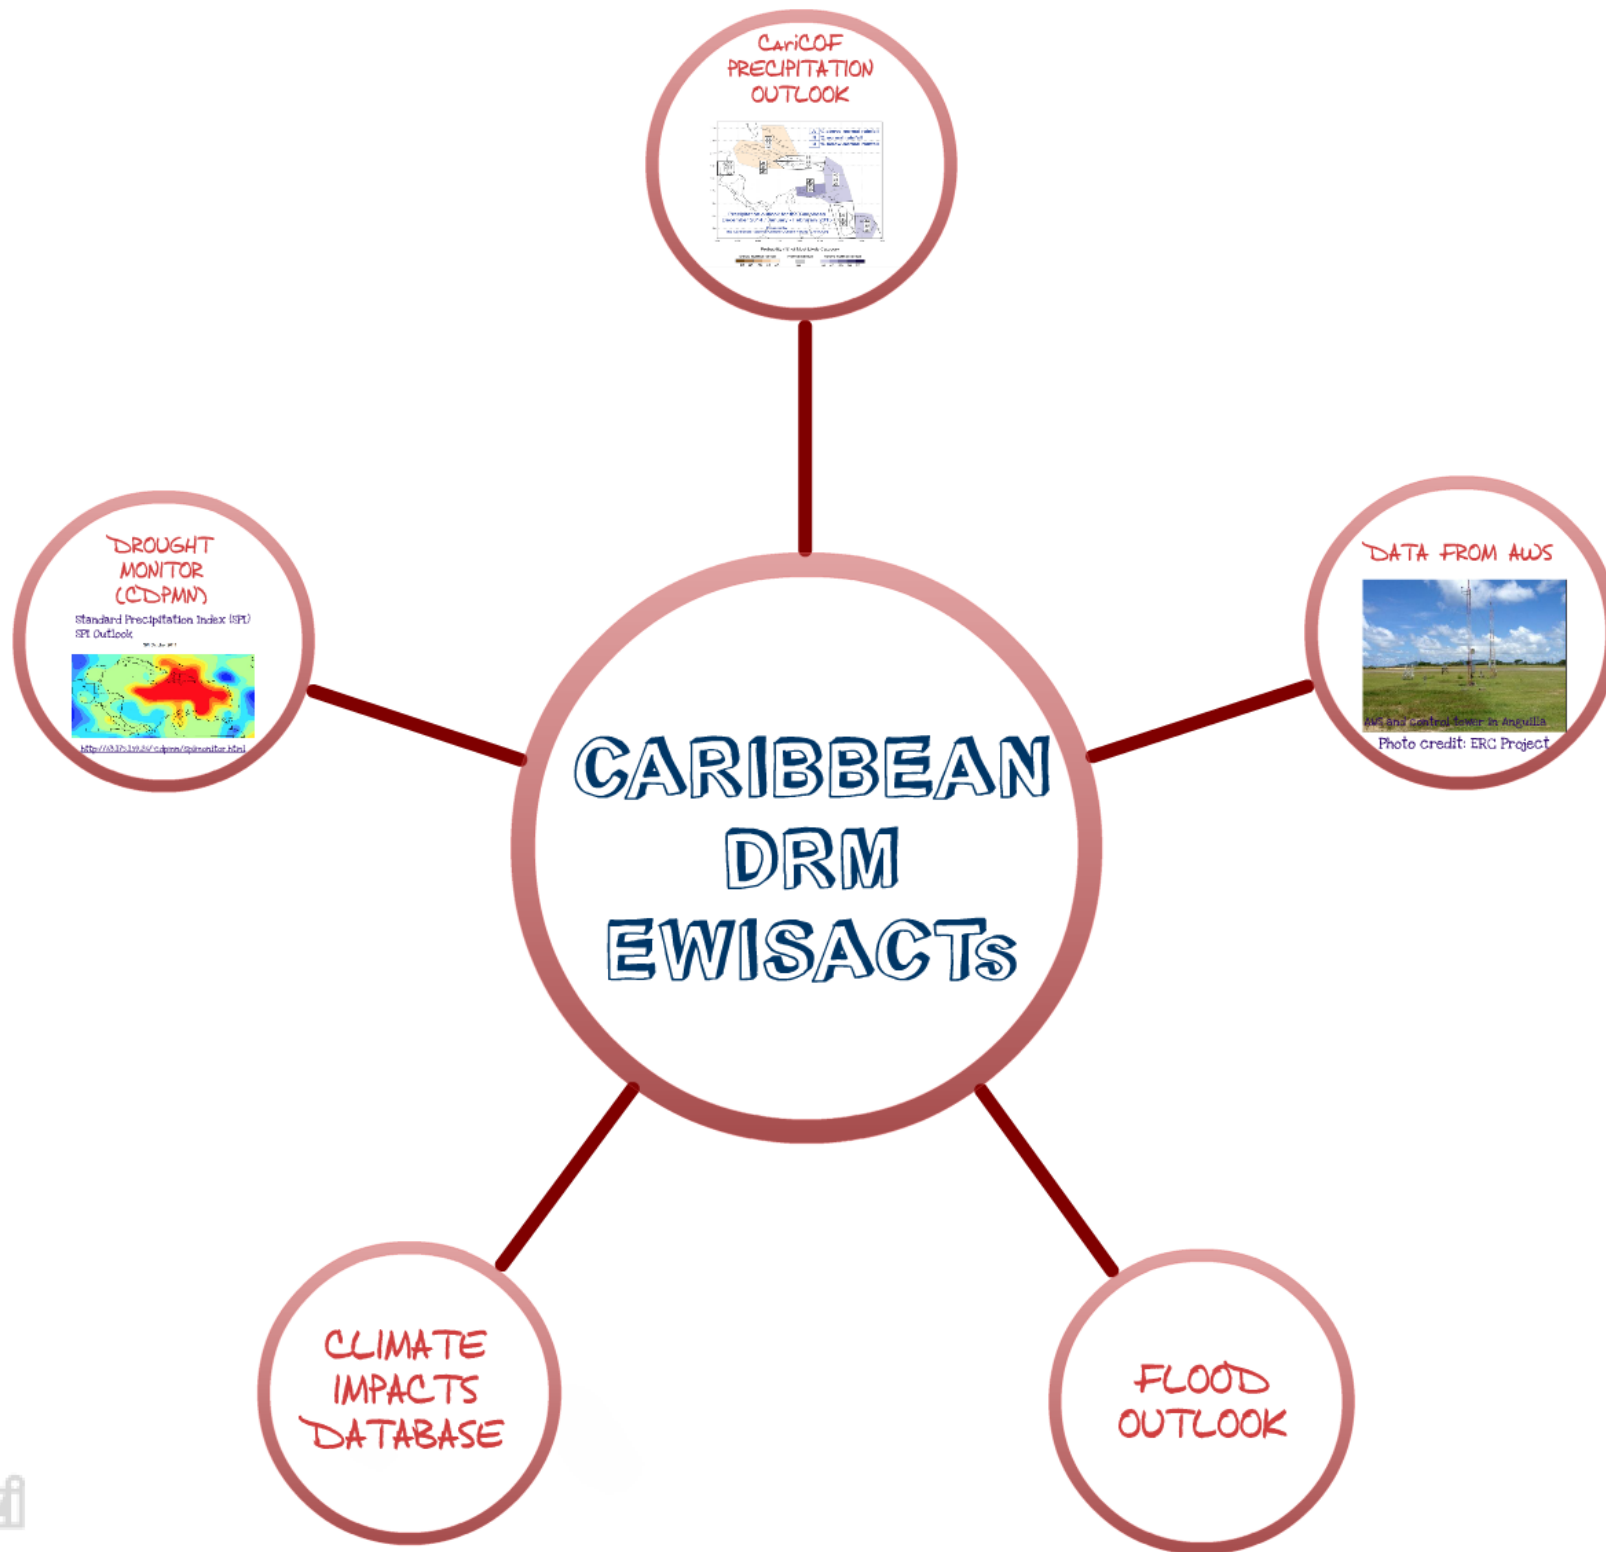 CariCOF
PRECIPITATION
OUTLOOK
DROUGHT
MONITOR
(CDPMN)
Standard Precipitation Index (SPI)
SPI Outlook
DATA FROM AWS
AWS and control tower in Anguilla
Photo credit: ERC Project
CARIBBEAN
DRM
EWISACTs
CLIMATE
IMPACTS
DATABASE
FLOOD
OUTLOOK